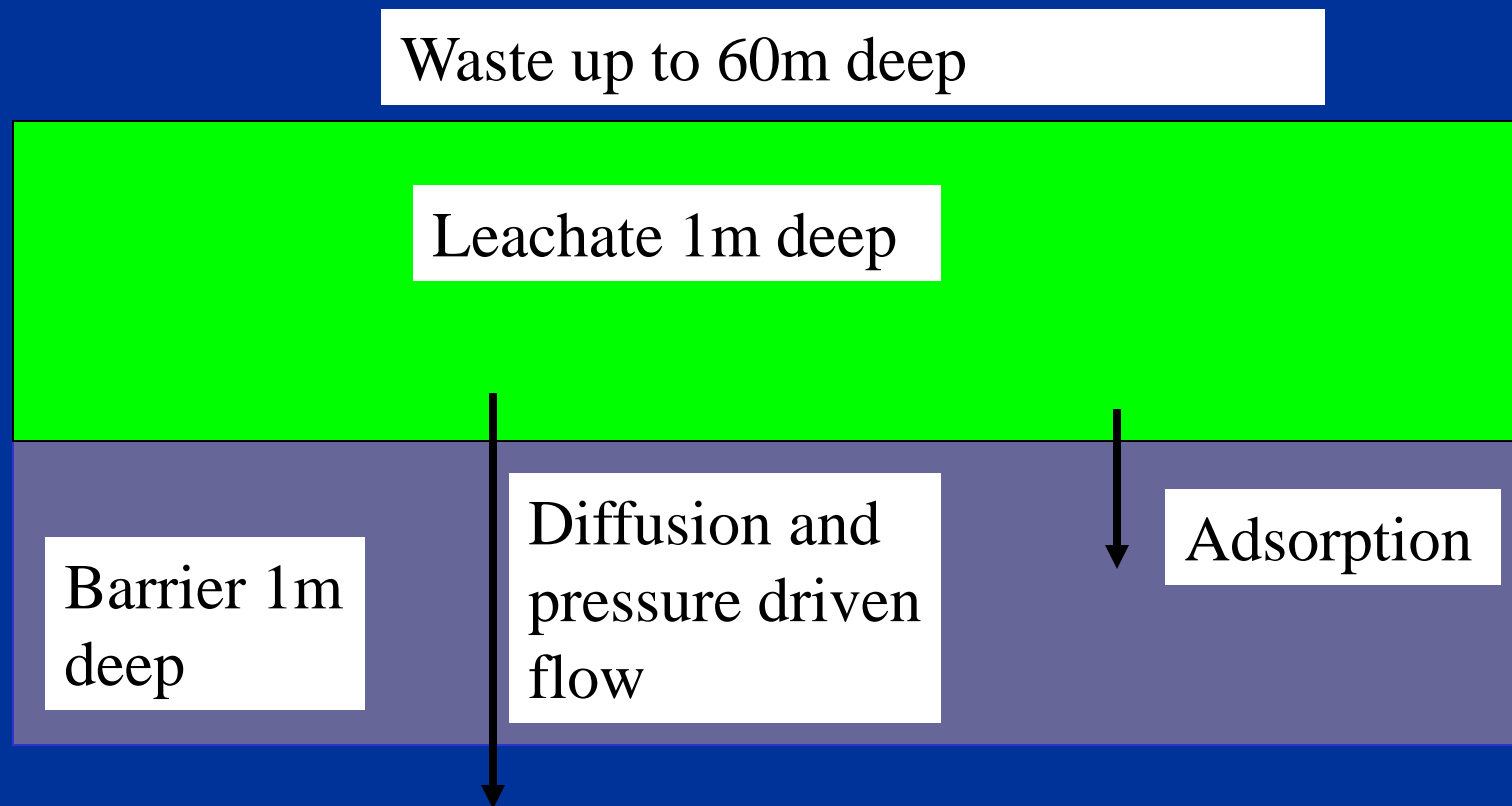 Waste up to 60m deep
Leachate 1m deep
Diffusion and
pressure driven
flow
Adsorption
Barrier 1m
deep